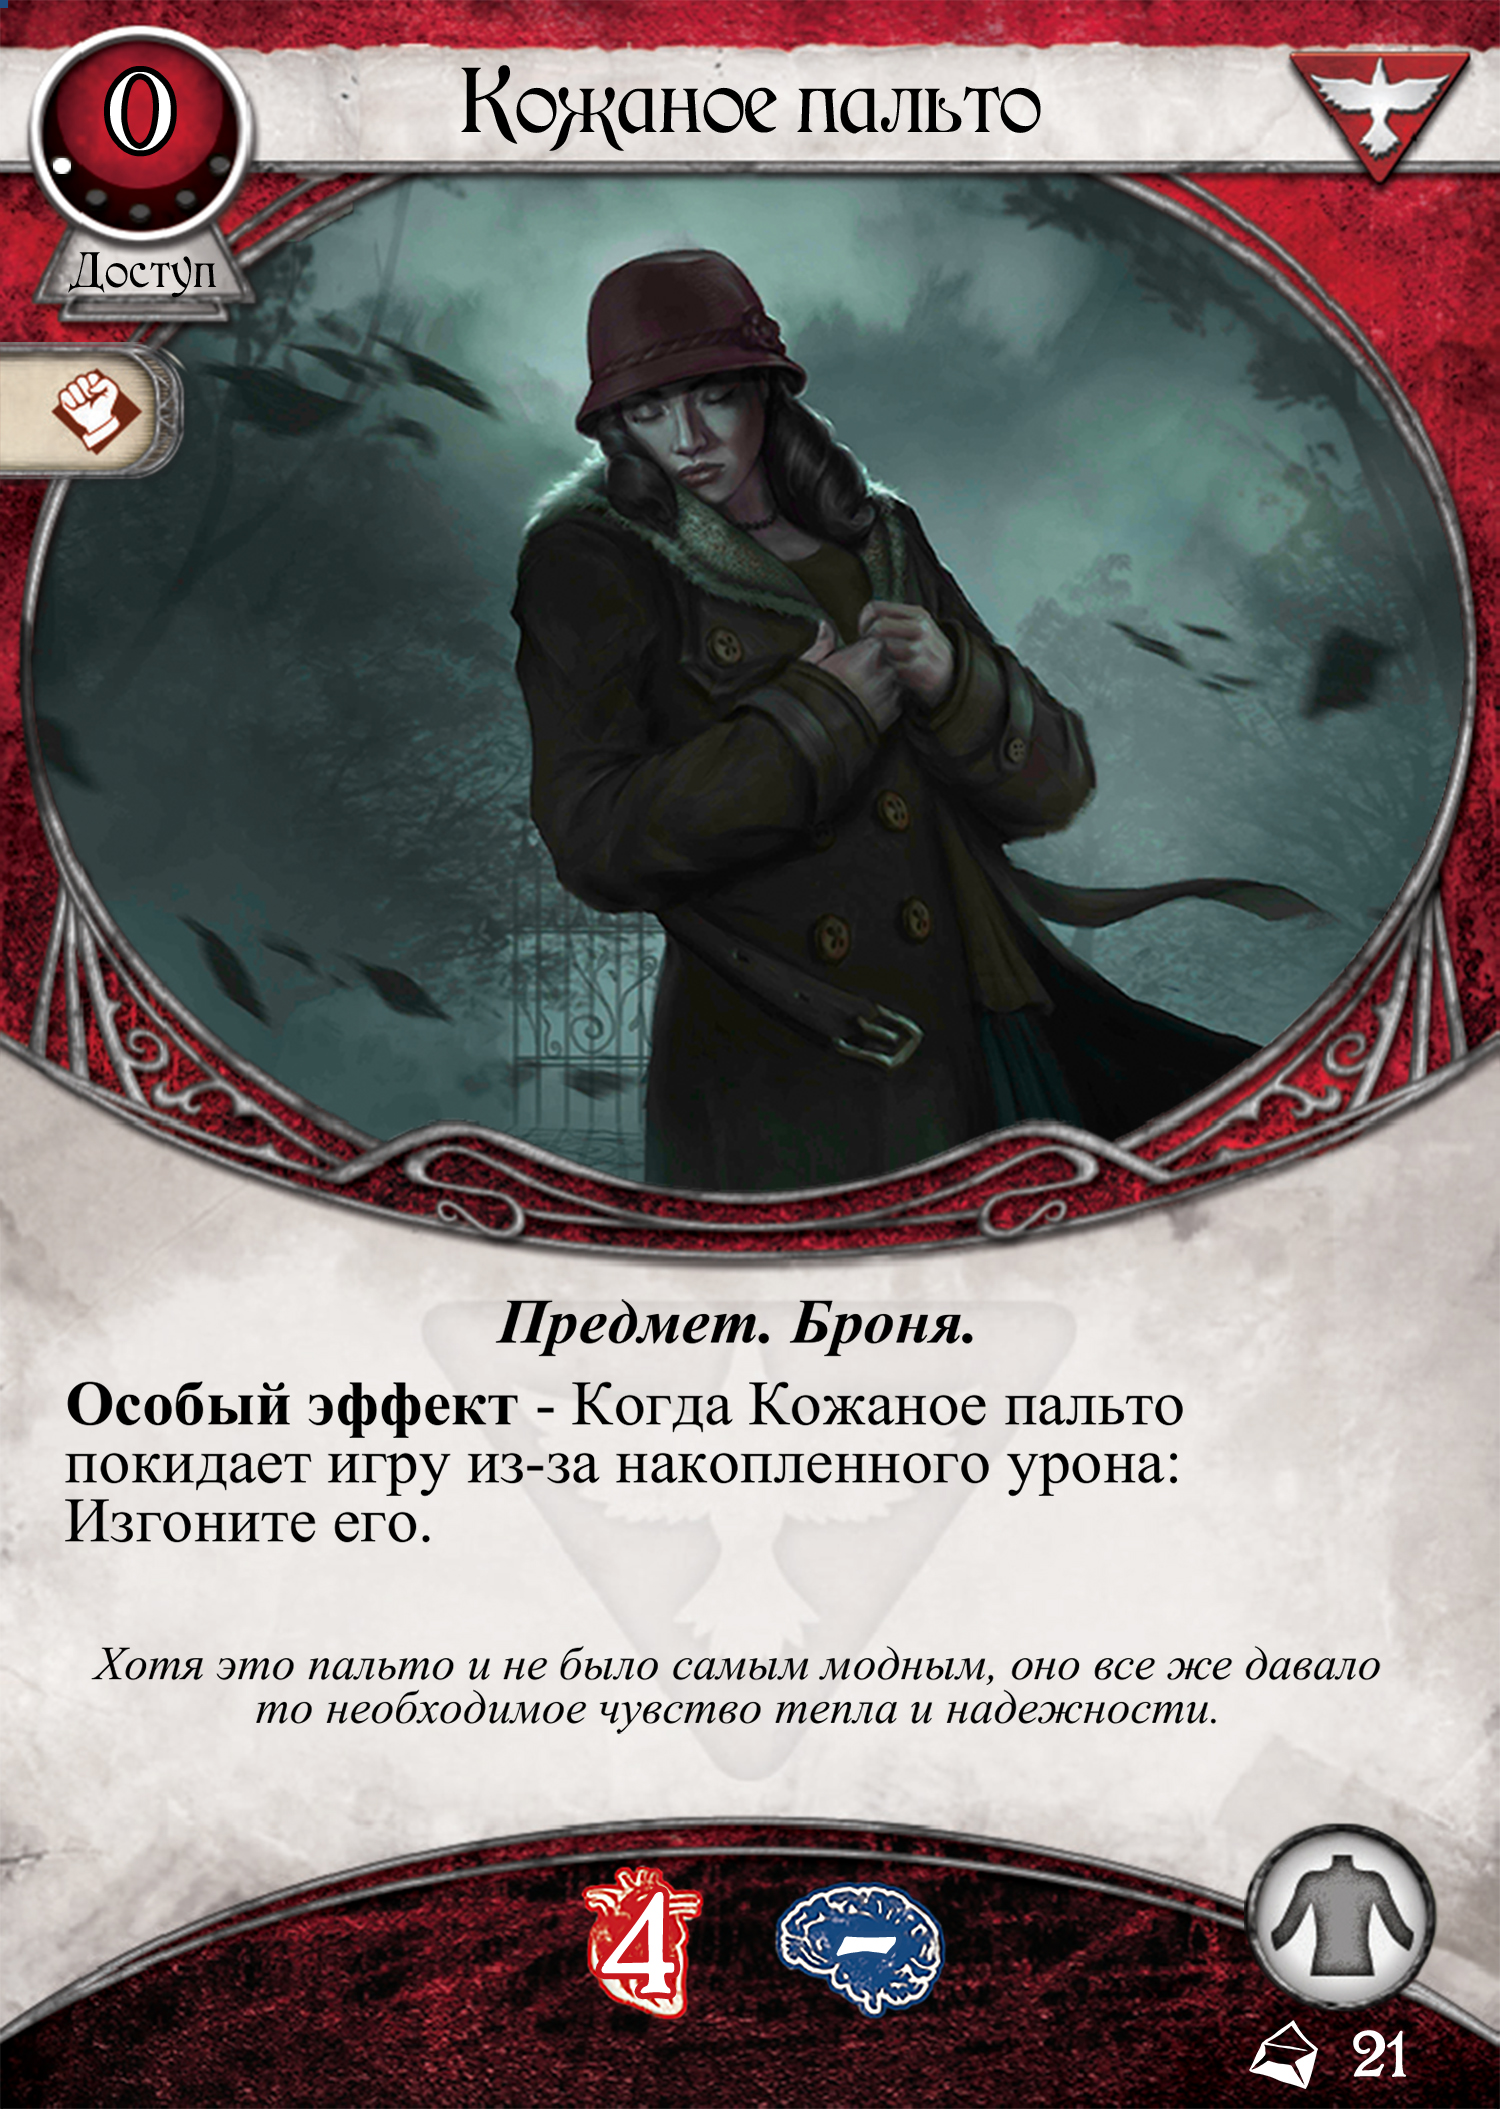 0
Кожаное пальто
Доступ
Предмет. Броня.
Особый эффект - Когда Кожаное пальто
покидает игру из-за накопленного урона:
Изгоните его.
Хотя это пальто и не было самым модным, оно все же давало
то необходимое чувство тепла и надежности.
4
-
21